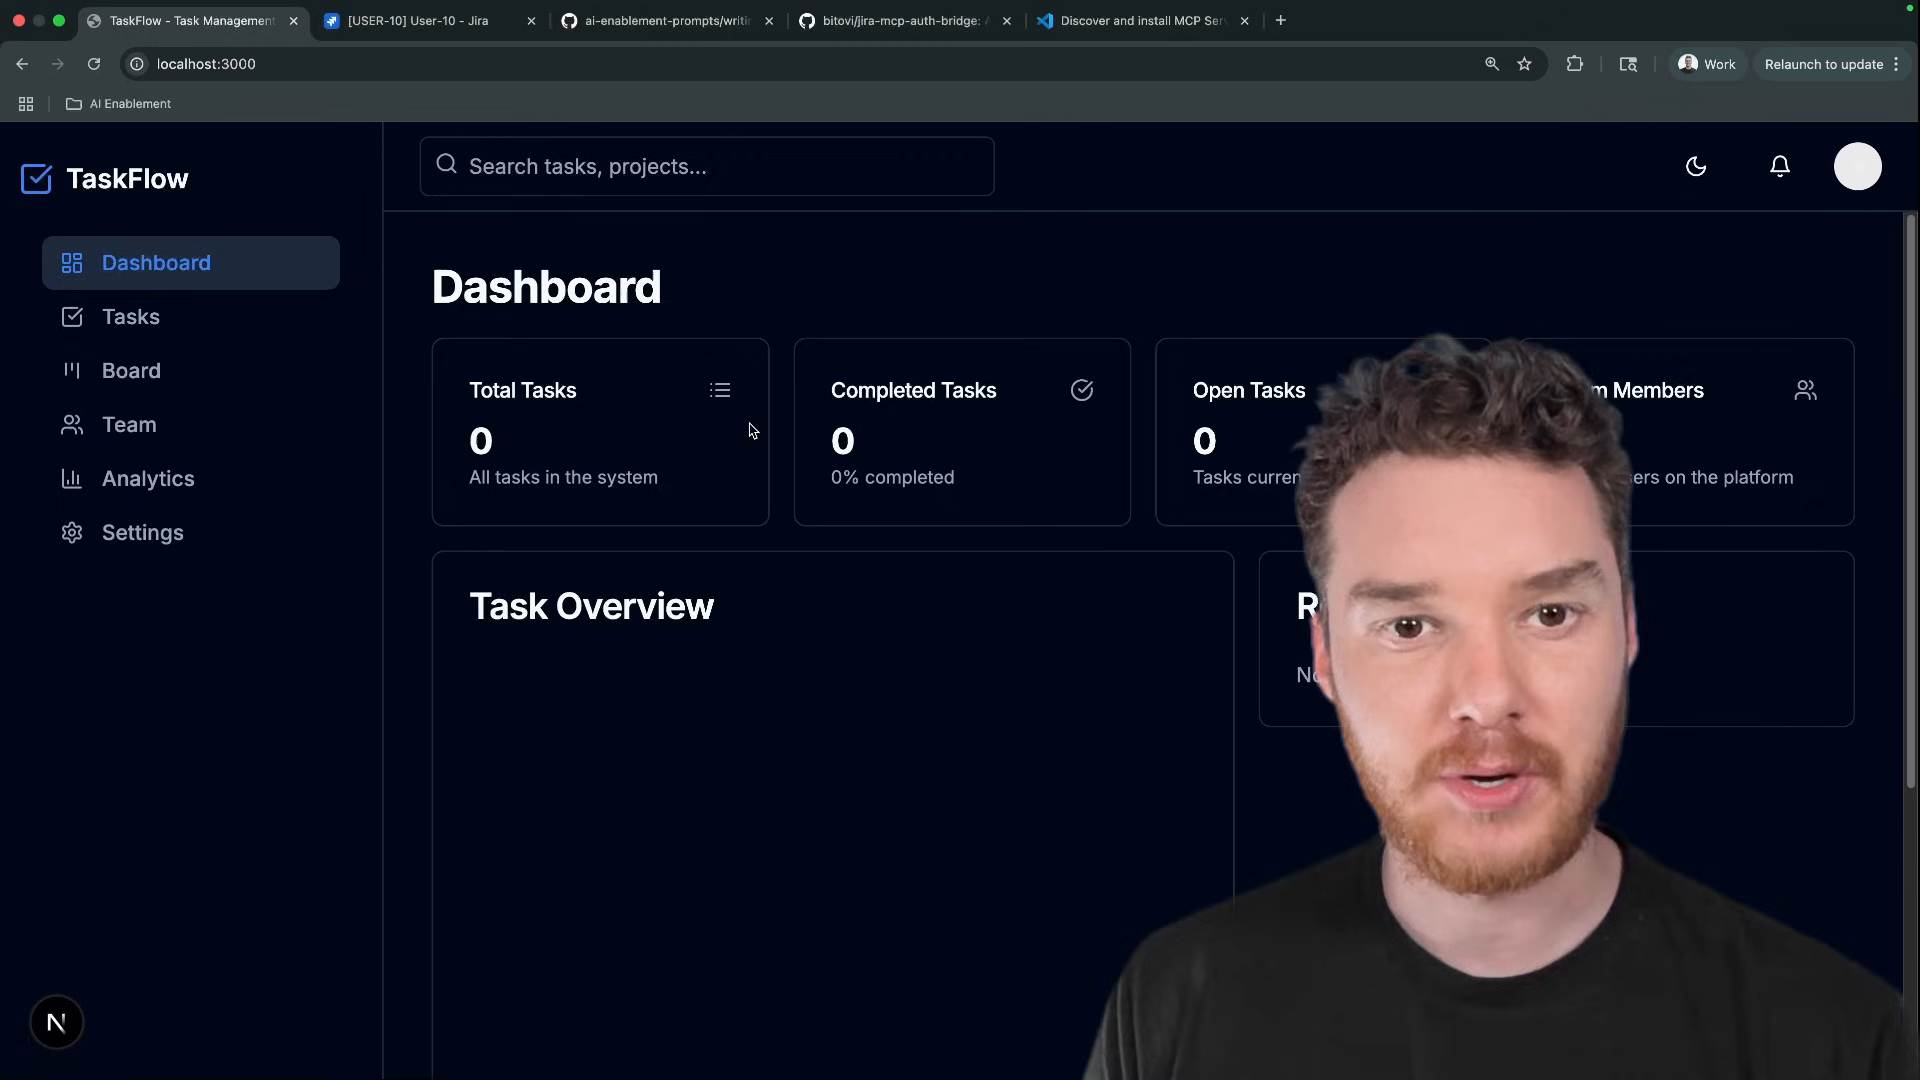 TaskFlow - Task Management
[USER-10] User-10 - Jira
ai-enablement-prompts/writi
bitovi/jira-mcp-auth-bridge: A
Discover and install MCP Ser
localhost:3000
Work
Relaunch to update
AI Enablement
TaskFlow
Search tasks, projects...
Dashboard
Tasks
Board
Team
Analytics
Settings
Dashboard
Total Tasks
0
All tasks in the system
Completed Tasks
0
0% completed
Open Tasks
0
Tasks curren
m Members
ers on the platform
Task Overview
R
No
N